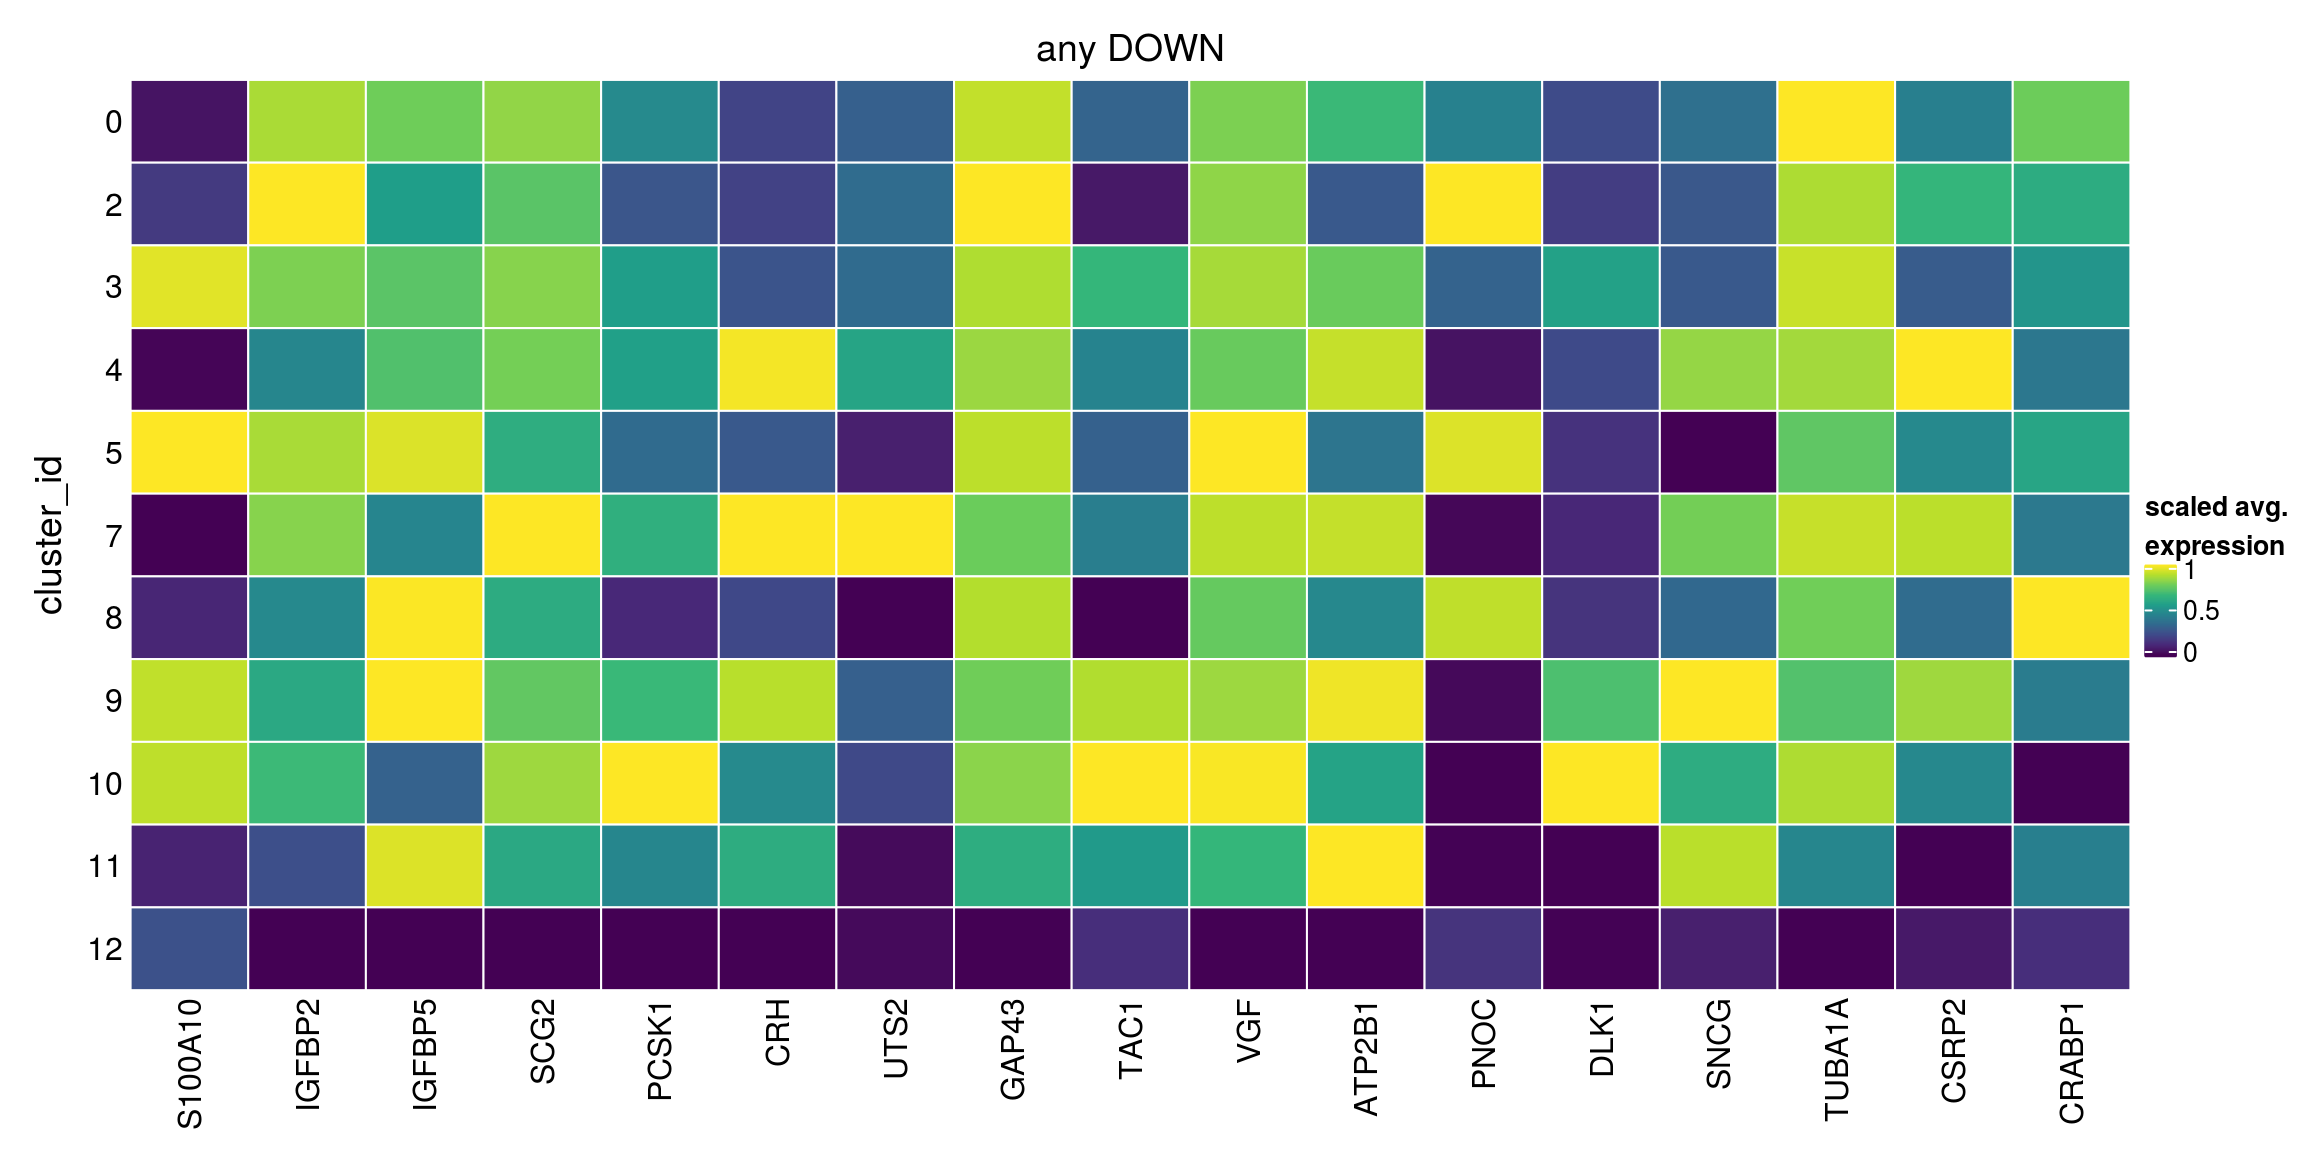 any DOWN
cluster_id
0
2
3
4
5
7
8
9
10
11
12
S100A10
IGFBP2
IGFBP5
SCG2
PCSK1
CRH
UTS2
GAP43
TAC1
VGF
ATP2B1
PNOC
DLK1
SNCG
TUBA1A
CSRP2
CRABP1
scaled avg.
expression
1
0.5
0